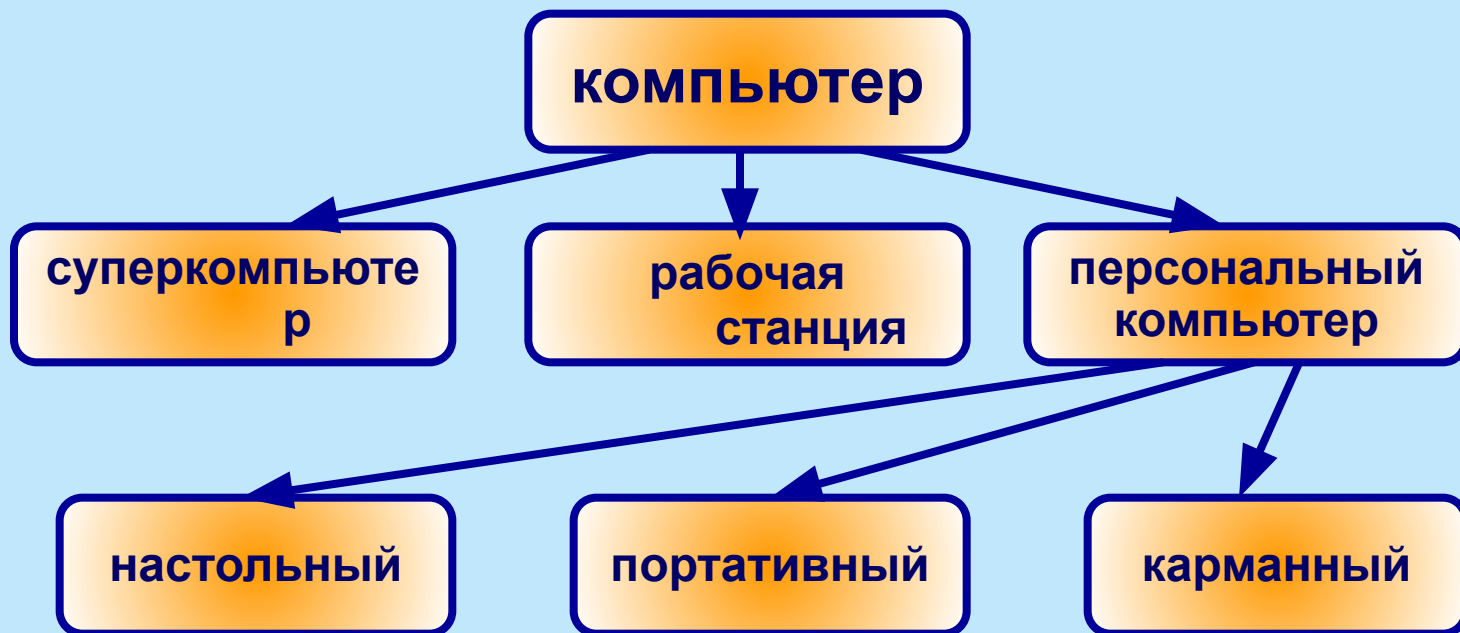 компьютер
суперкомпьюте
р
рабочая
станция
персональный
компьютер
настольный
портативный
карманный